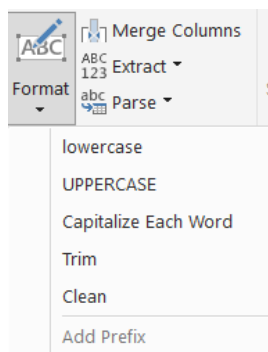 ABC
Format
Merge Columns
ABC
123
Extract
abc
Parse
lowercase
UPPERCASE
Capitalize Each Word
Trim
Clean
Add Prefix